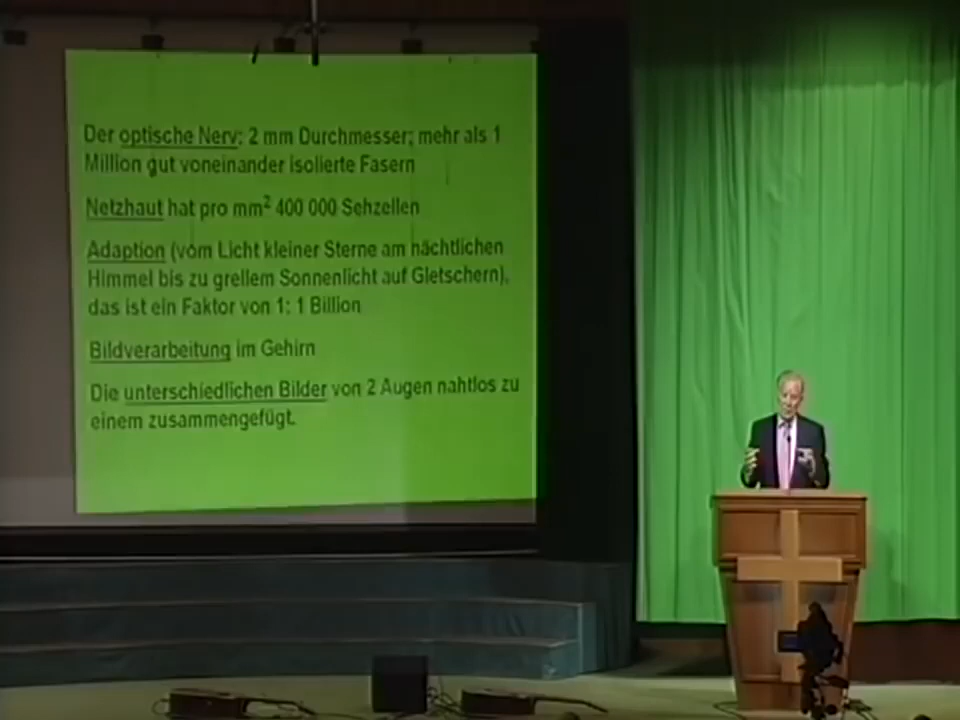 Der optische Nerv: 2 mm Durchmesser; mehr als 1
Million gut voneinander isolierte Fasern
Netzhaut hat pro mm² 400 000 Sehzellen
Adaption (vom Licht kleiner Sterne am nächtlichen
Himmel bis zu grellem Sonnenlicht auf Gletschern),
das ist ein Faktor von 1: 1 Billion
Bildverarbeitung im Gehirn
Die unterschiedlichen Bilder von 2 Augen nahtlos zu
einem zusammengefügt.